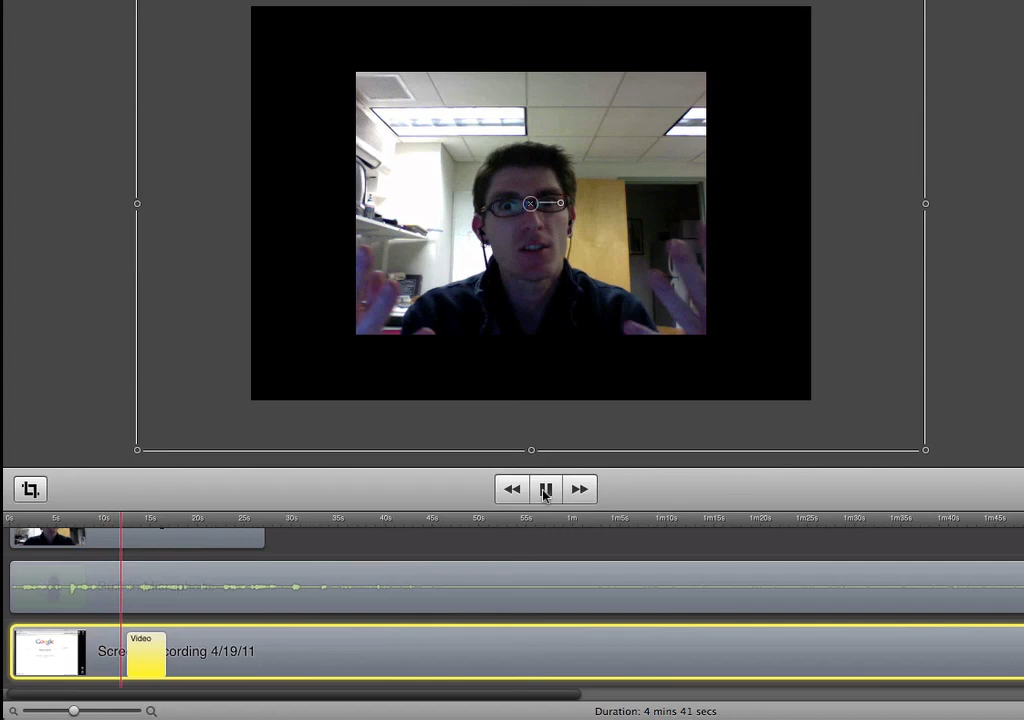 0s 5s 10s 15s 20s 25s 30s 35s 40s 45s 50s 55s 1m 1m5s 1m10s 1m15s 1m20s 1m25s 1m30s 1m35s 1m40s 1m45s
Google
Video
Scre cording 4/19/11
Duration: 4 mins 41 secs